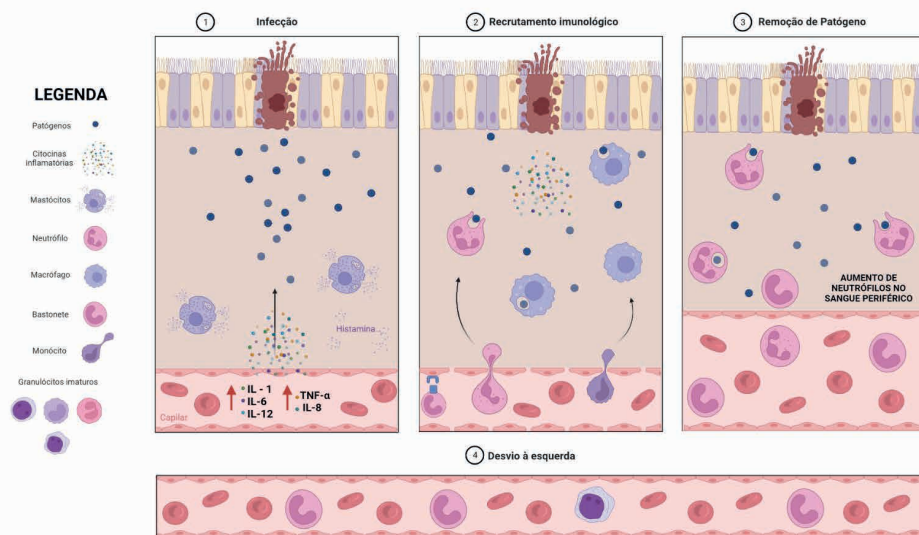 1 Infecção
2 Recrutamento imunológico
3 Remoção de Patógeno
LEGENDA
Patógenos
Citocinas
inflamatórias
Mastócitos
Neutrófilo
Macrófago
Bastonete
Monócito
Granulócitos imaturos
Histamina
IL - 1
IL-6
IL-12
TNF-α
IL-8
Capilar
AUMENTO DE
NEUTRÓFILOS NO
SANGUE PERIFÉRICO
4 Desvio à esquerda